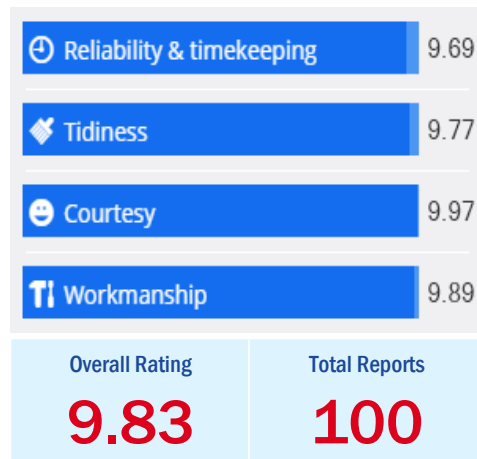 Reliability & timekeeping 9.69
Tidiness 9.77
Courtesy 9.97
Workmanship 9.89
Overall Rating Total Reports
9.83 100